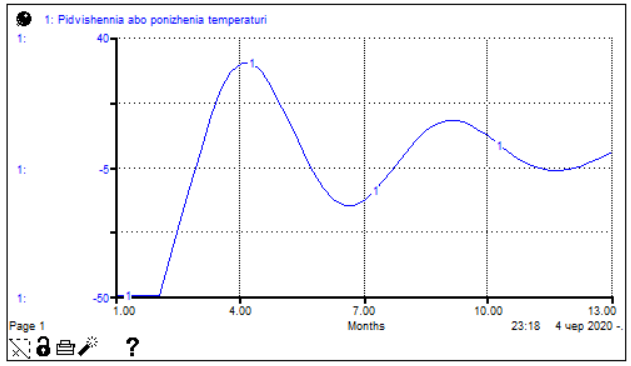 1: Pidvishennia abo ponizhenia temperaturi
1: 40
1
1: -5
1
1
1: -50
1
1.00 4.00 7.00 10.00 13.00
Page 1 Months 23:18 4 чер 2020 -.
?